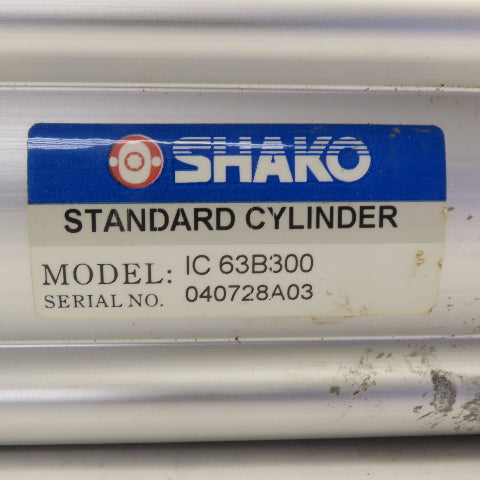 SHAKO
STANDARD CYLINDER
MODEL: IC 63B300
SERIAL NO. 040728A03